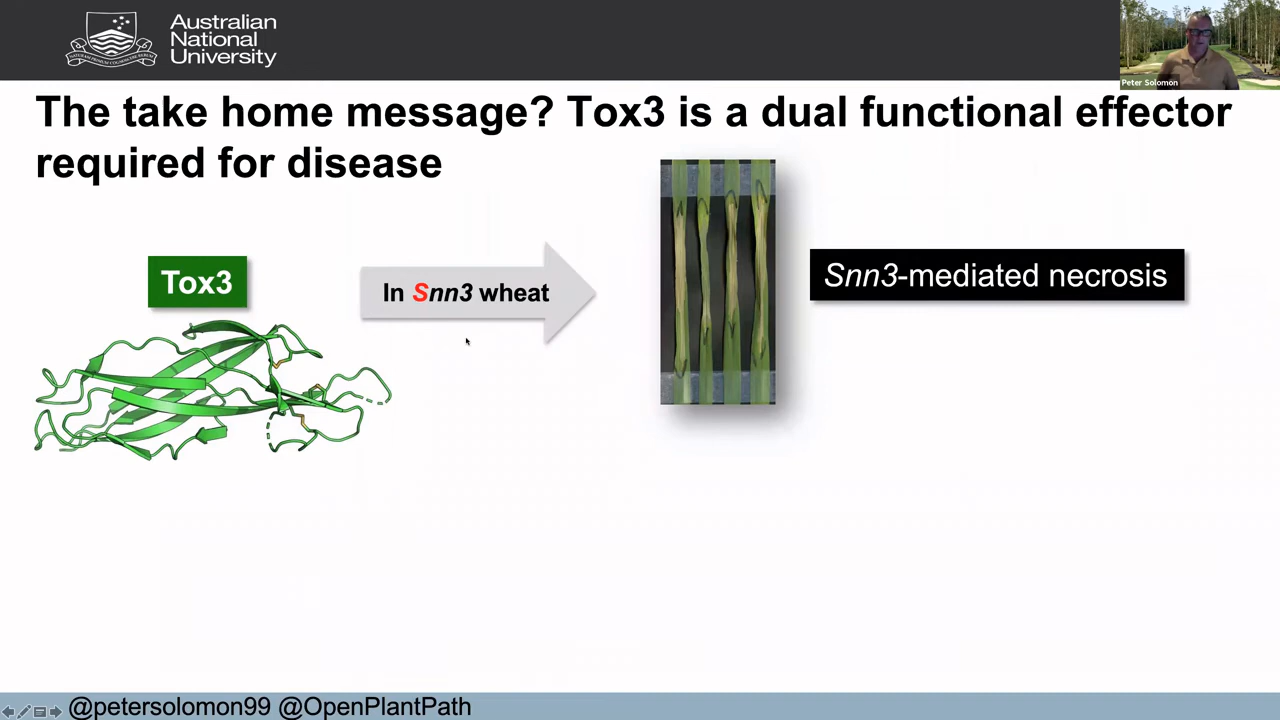 Australian
National
University
Peter Solomon
The take home message? Tox3 is a dual functional effector
required for disease
Tox3
In Snn3 wheat
Snn3-mediated necrosis
@petersolomon99 @OpenPlantPath